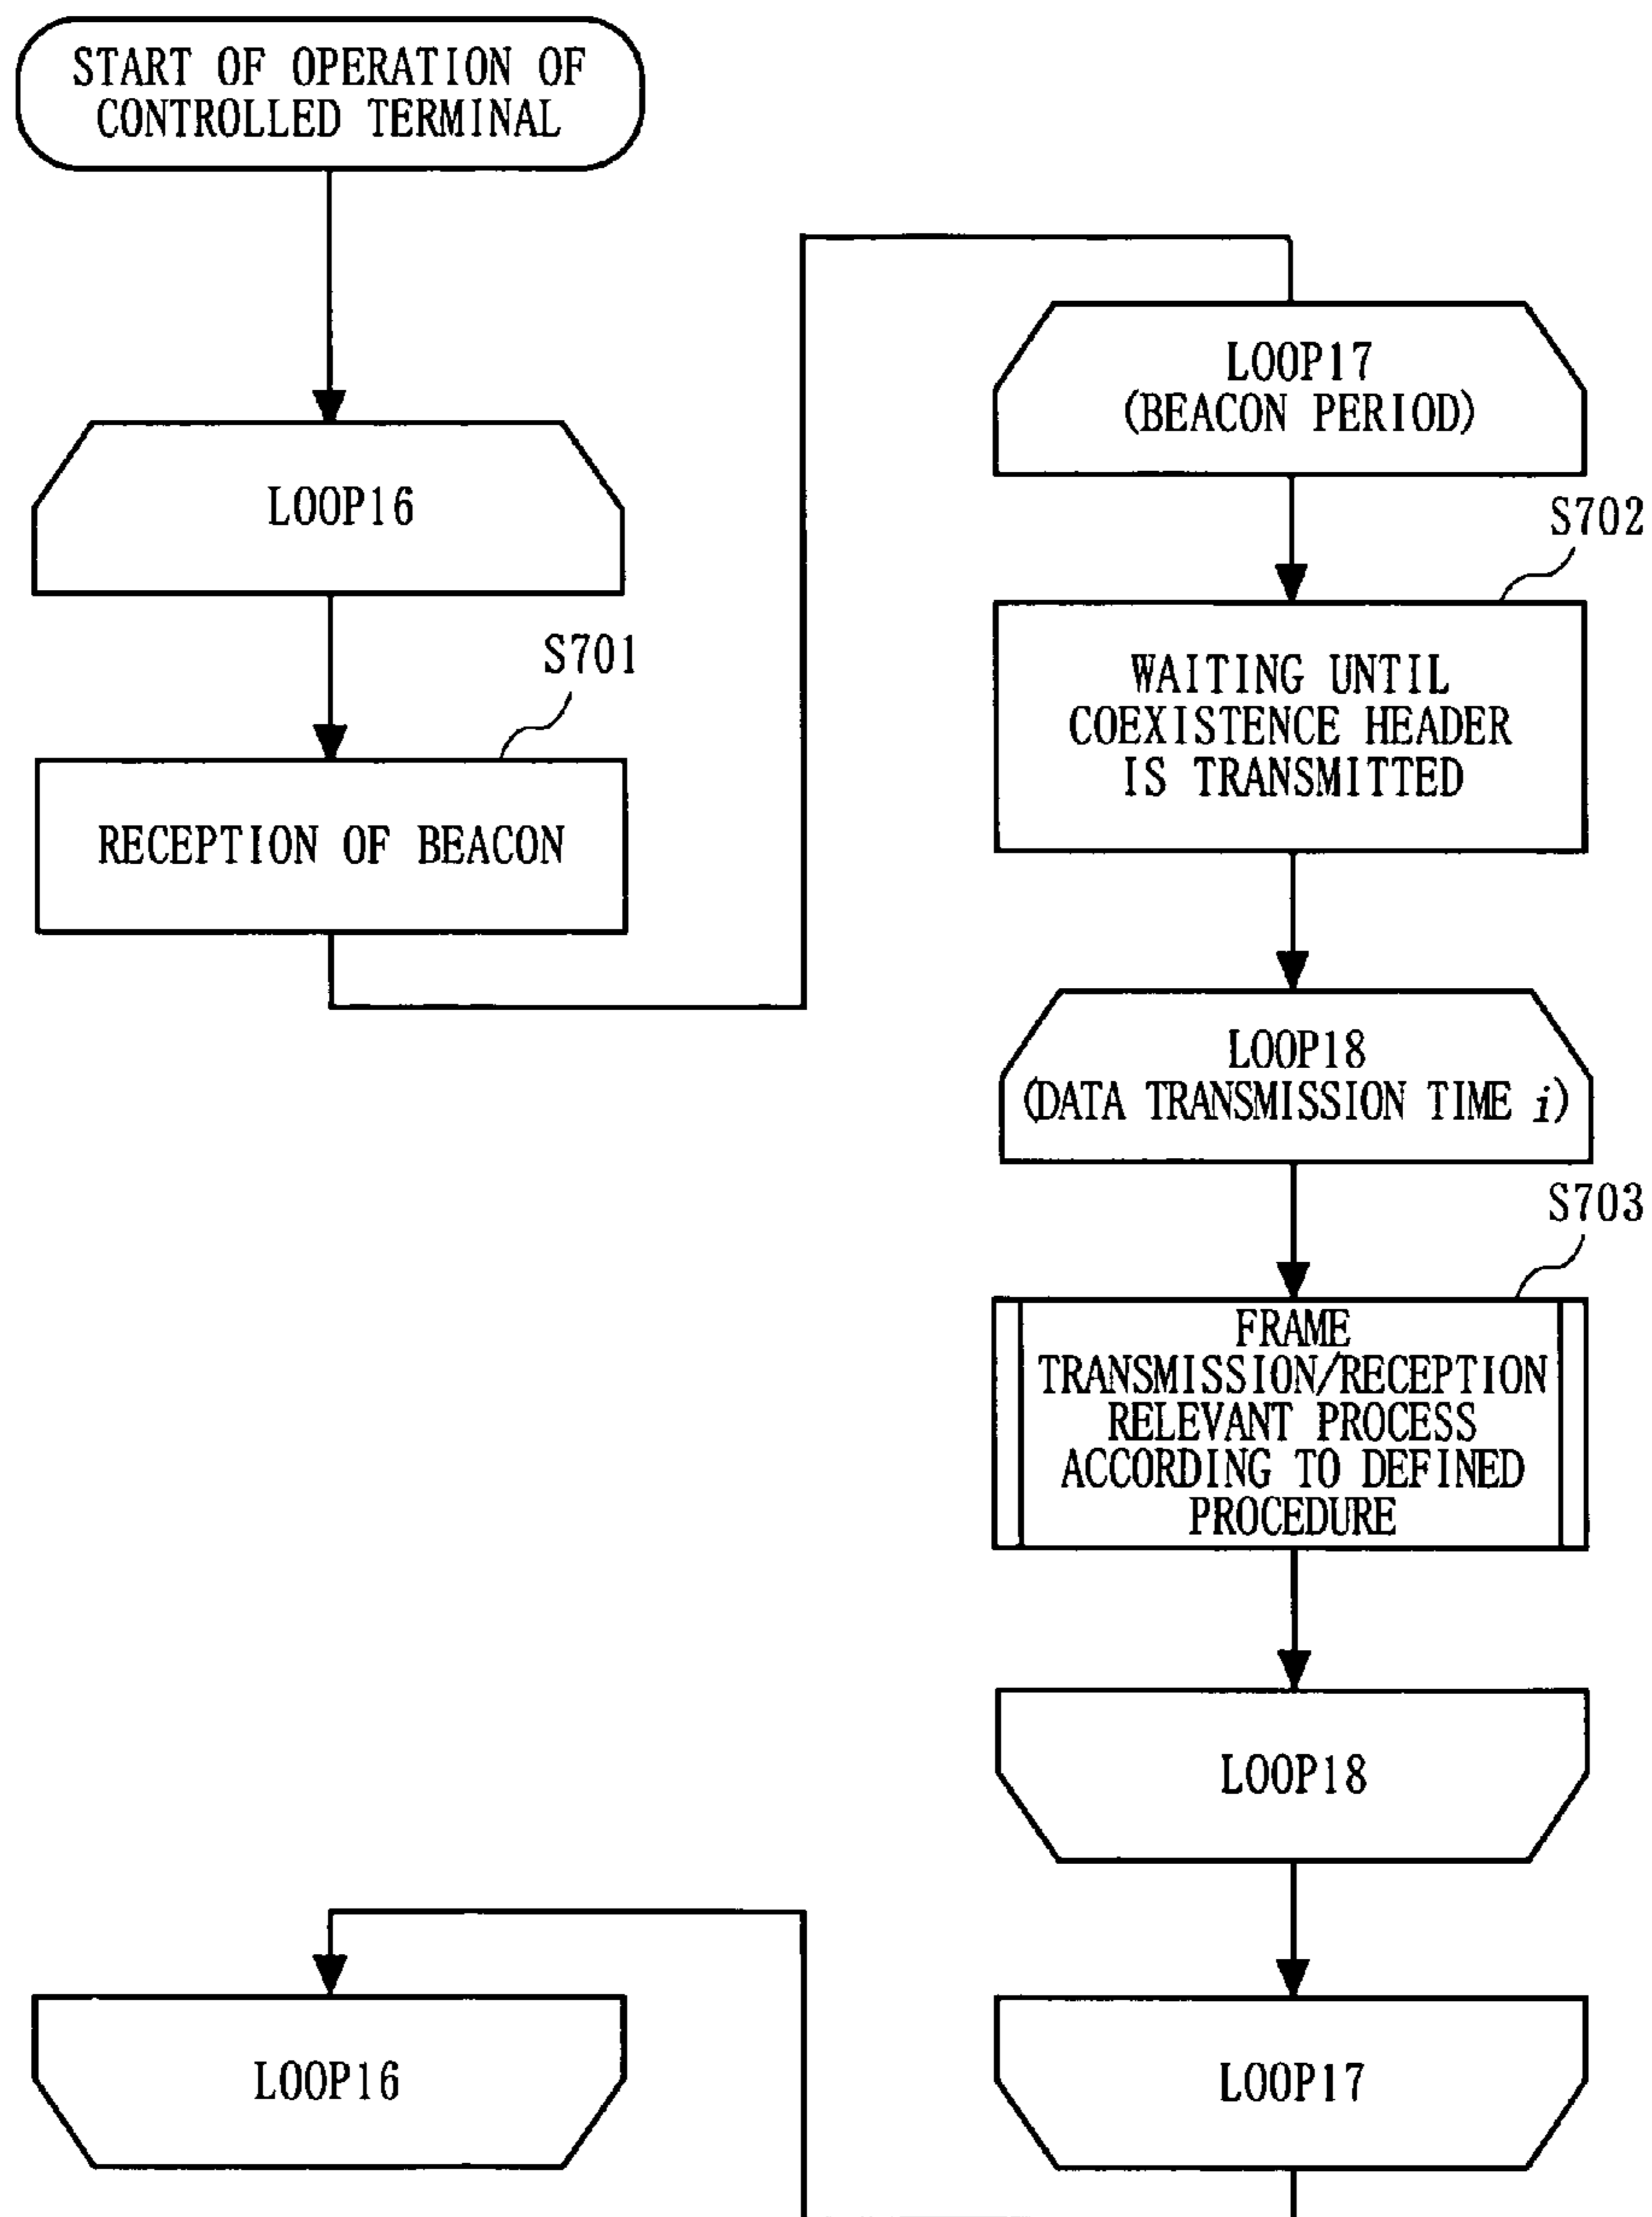 START OF OPERATION OF
CONTROLLED TERMINAL
LOOP16
S701
RECEPTION OF BEACON
LOOP17
(BEACON PERIOD)
S702
WAITING UNTIL
COEXISTENCE HEADER
IS TRANSMITTED
LOOP18
(DATA TRANSMISSION TIME i)
S703
FRAME
TRANSMISSION/RECEPTION
RELEVANT PROCESS
ACCORDING TO DEFINED
PROCEDURE
LOOP18
LOOP17
LOOP16